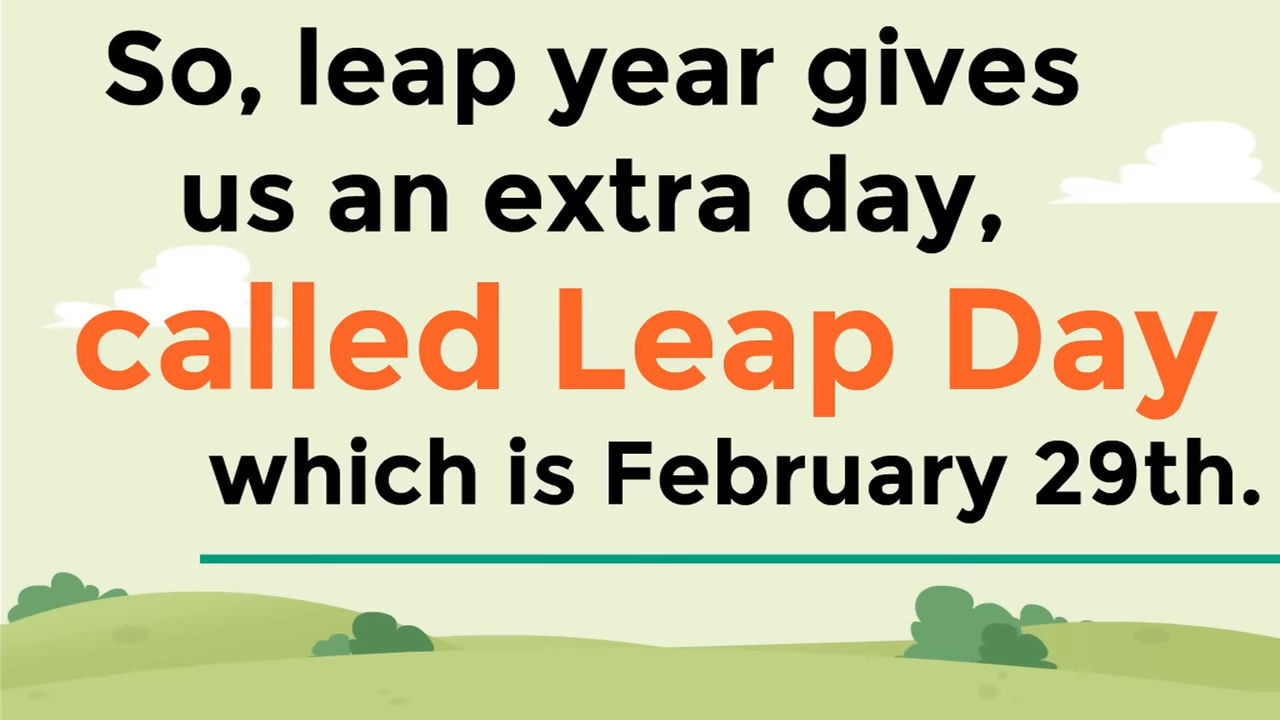 So, leap year gives
us an extra day,
called Leap Day
which is February 29th.